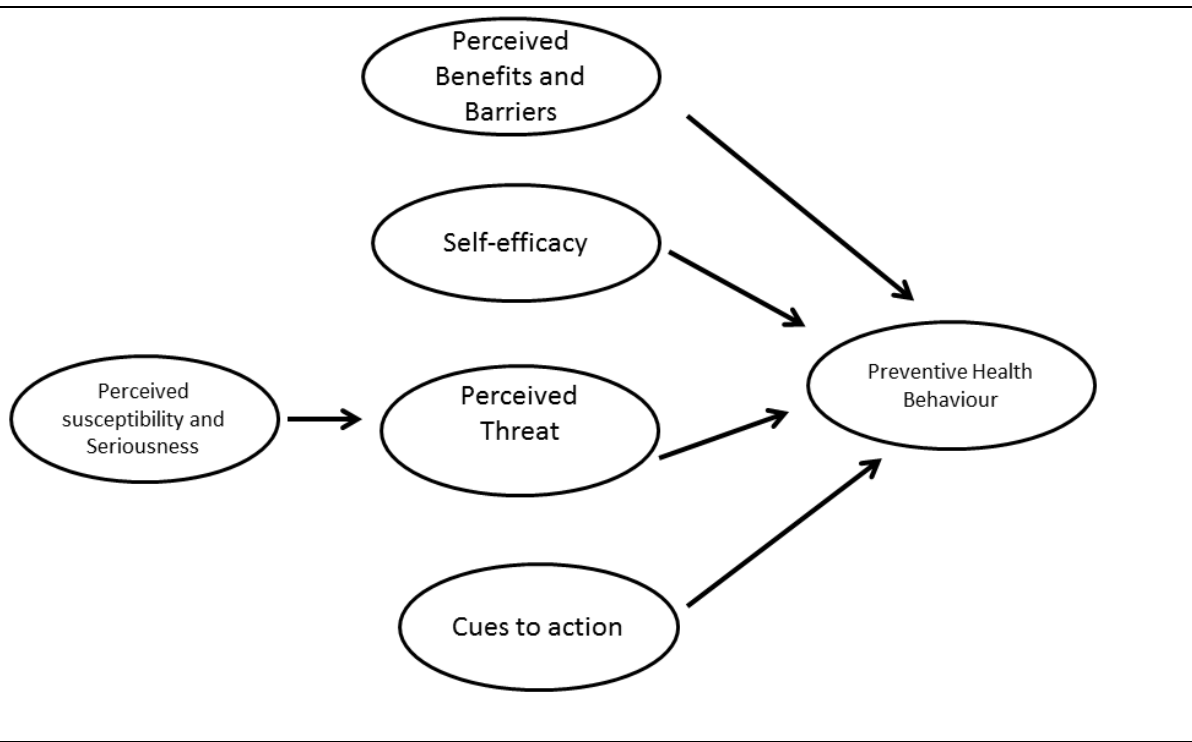 Perceived
Benefits and
Barriers
Self-efficacy
Perceived
susceptibility and
Seriousness
Perceived
Threat
Preventive Health
Behaviour
Cues to action